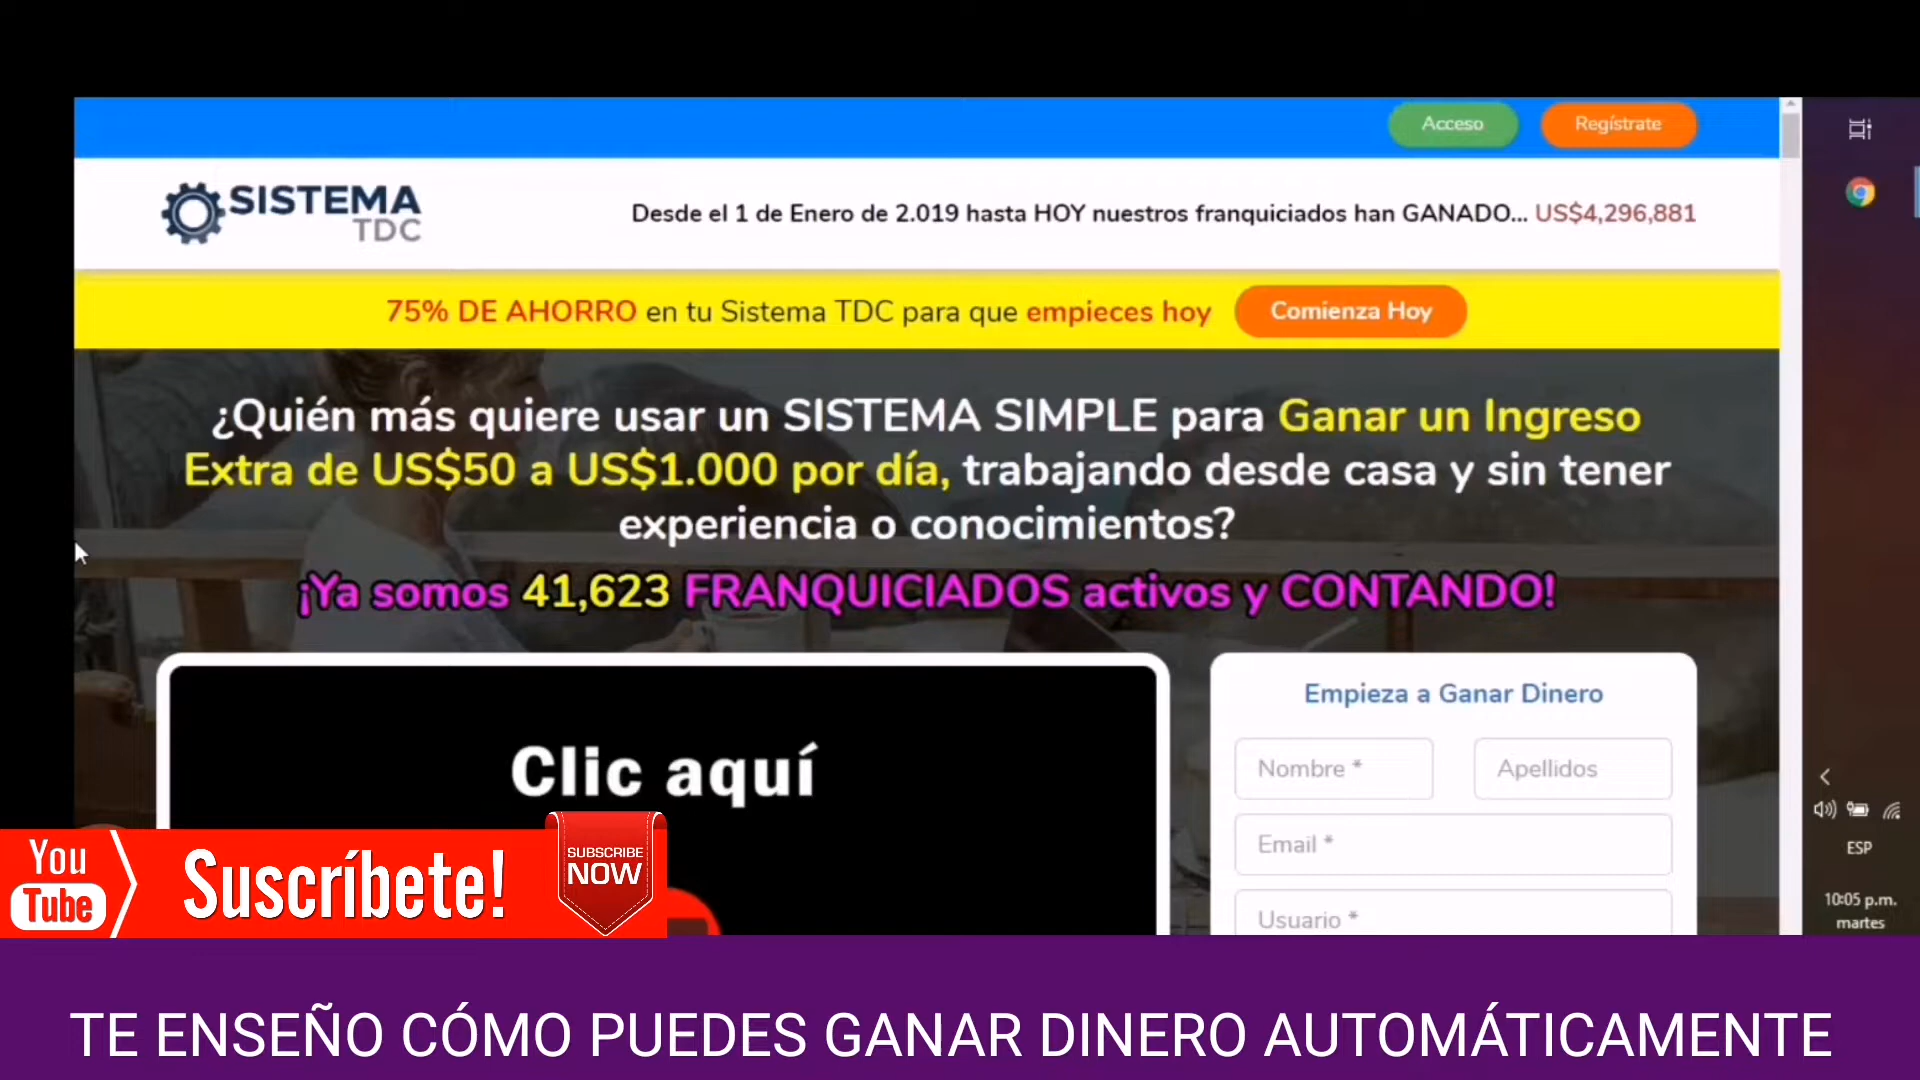 Acceso
Regístrate
SISTEMA
TDC
Desde el 1 de Enero de 2.019 hasta HOY nuestros franquiciados han GANADO... US$4,296,881
75% DE AHORRO en tu Sistema TDC para que empieces hoy
Comienza Hoy
¿Quién más quiere usar un SISTEMA SIMPLE para Ganar un Ingreso
Extra de US$50 a US$1.000 por día, trabajando desde casa y sin tener
experiencia o conocimientos?
¡Ya somos 41,623 FRANQUICIADOS activos y CONTANDO!
Clic aquí
Empieza a Ganar Dinero
Nombre *
Apellidos
Email *
Usuario *
ESP
10:05 p.m.
martes
You
Tube
Suscríbete!
SUBSCRIBE
NOW
TE ENSEÑO CÓMO PUEDES GANAR DINERO AUTOMÁTICAMENTE